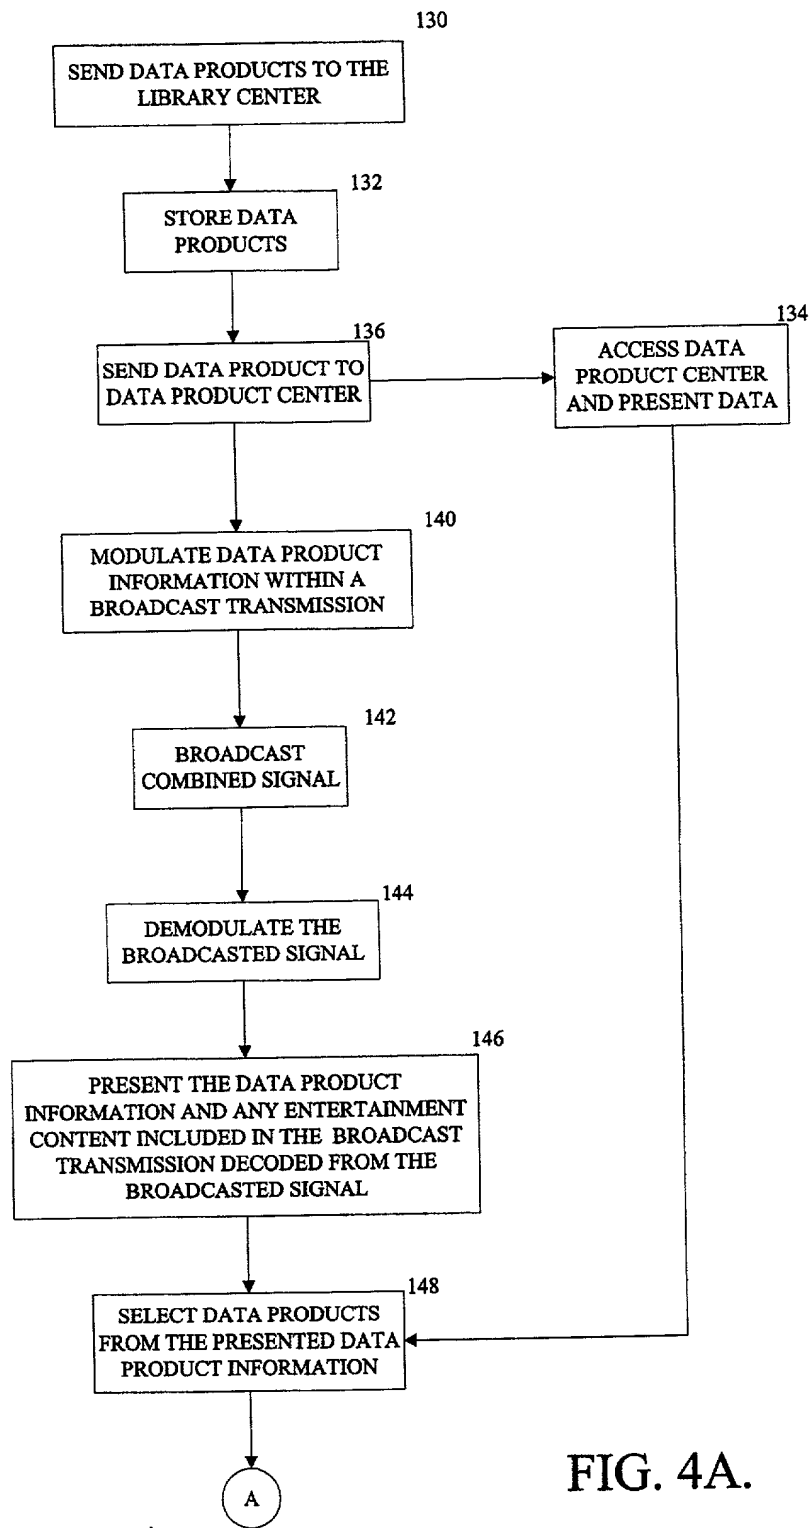 130
SEND DATA PRODUCTS TO THE
LIBRARY CENTER
132
STORE DATA
PRODUCTS
136
SEND DATA PRODUCT TO
DATA PRODUCT CENTER
134
ACCESS DATA
PRODUCT CENTER
AND PRESENT DATA
140
MODULATE DATA PRODUCT
INFORMATION WITHIN A
BROADCAST TRANSMISSION
142
BROADCAST
COMBINED SIGNAL
144
DEMODULATE THE
BROADCASTED SIGNAL
146
PRESENT THE DATA PRODUCT
INFORMATION AND ANY ENTERTAINMENT
CONTENT INCLUDED IN THE BROADCAST
TRANSMISSION DECODED FROM THE
BROADCASTED SIGNAL
148
SELECT DATA PRODUCTS
FROM THE PRESENTED DATA
PRODUCT INFORMATION
A
FIG. 4A.